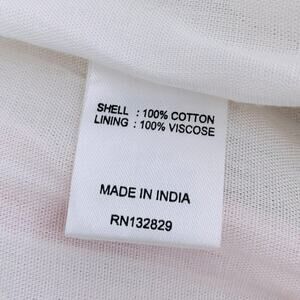 SHELL : 100% COTTON
LINING : 100% VISCOSE
MADE IN INDIA
RN132829